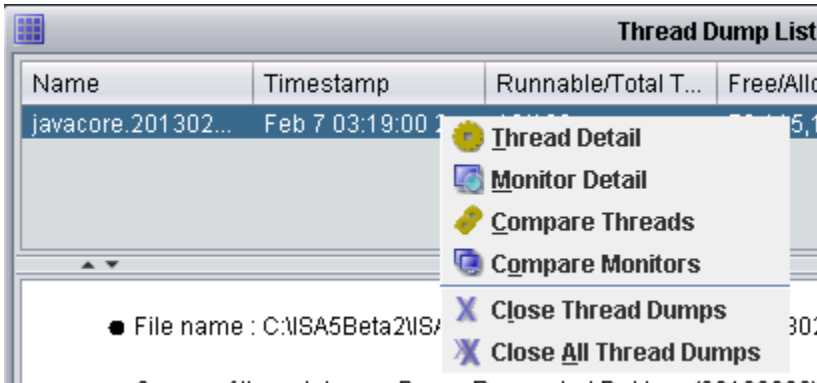 Thread Dump List
Name Timestamp Runnable/Total T... Free/Allo
javacore.201302... Feb 7 03:19:00
Thread Detail
Monitor Detail
Compare Threads
Compare Monitors
Close Thread Dumps
Close All Thread Dumps
File name : C:\ISA5Beta2\ISA